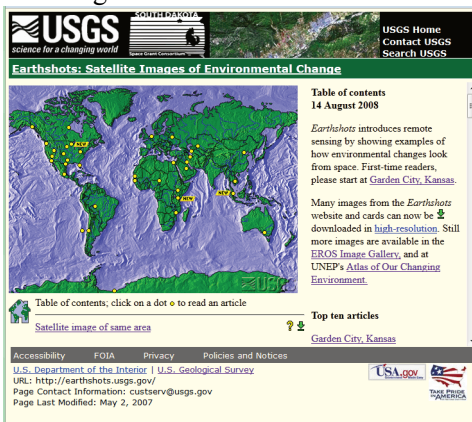 USGS
science for a changing world
SOUTH DAKOTA
Space Grant Consortium
USGS Home
Contact USGS
Search USGS
Earthshots: Satellite Images of Environmental Change
NEW
NEW
NEW
USGS
Table of contents; click on a dot to read an article
Satellite image of same area
?
Table of contents
14 August 2008
Earthshots introduces remote
sensing by showing examples of
how environmental changes look
from space. First-time readers,
please start at Garden City, Kansas.
Many images from the Earthshots
website and cards can now be
downloaded in high-resolution. Still
more images are available in the
EROS Image Gallery, and at
UNEP's Atlas of Our Changing
Environment.
Top ten articles
Garden City, Kansas
Accessibility FOIA Privacy Policies and Notices
U.S. Department of the Interior | U.S. Geological Survey
URL: http://earthshots.usgs.gov/
Page Contact Information: custserv@usgs.gov
Page Last Modified: May 2, 2007
USA.gov
TAKE PRIDE
IN AMERICA